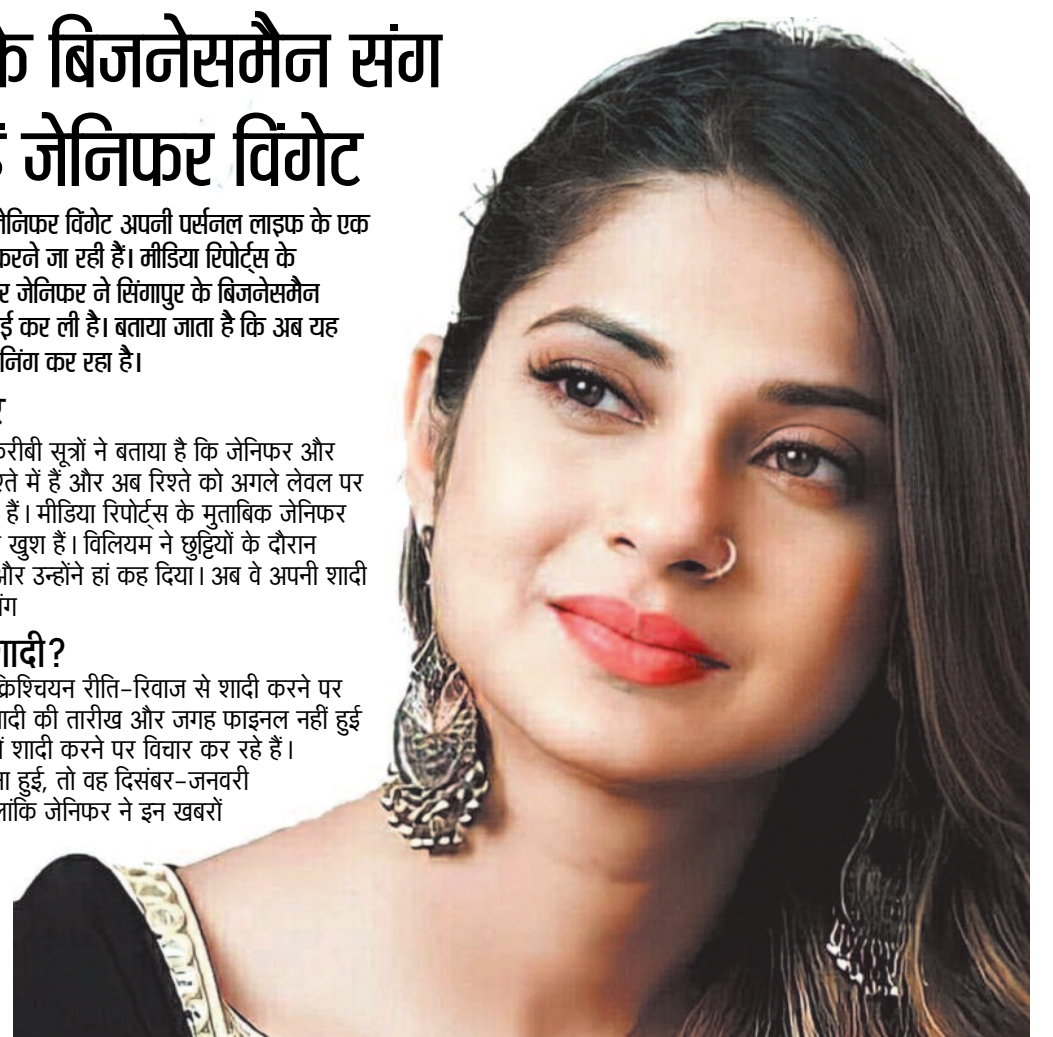 के बिजनेसमैन संग
जेनिफर विंगेट
जेनिफर विंगेट अपनी पर्सनल लाइफ के एक
करने जा रही हैं। मीडिया रिपोर्ट्स के
जेनिफर ने सिंगापुर के बिजनेसमैन
कर ली है। बताया जाता है कि अब यह
कर रहा है।
करीबी सूत्रों ने बताया है कि जेनिफर और
में हैं और अब रिश्ते को अगले लेवल पर
हैं। मीडिया रिपोर्ट्स के मुताबिक जेनिफर
खुश हैं। विलियम ने छुट्टियों के दौरान
और उन्होंने हां कह दिया। अब वे अपनी शादी
शादी?
क्रिश्चियन रीति-रिवाज से शादी करने पर
की तारीख और जगह फाइनल नहीं हुई
शादी करने पर विचार कर रहे हैं।
हुई, तो वह दिसंबर-जनवरी
जेनिफर ने इन खबरों